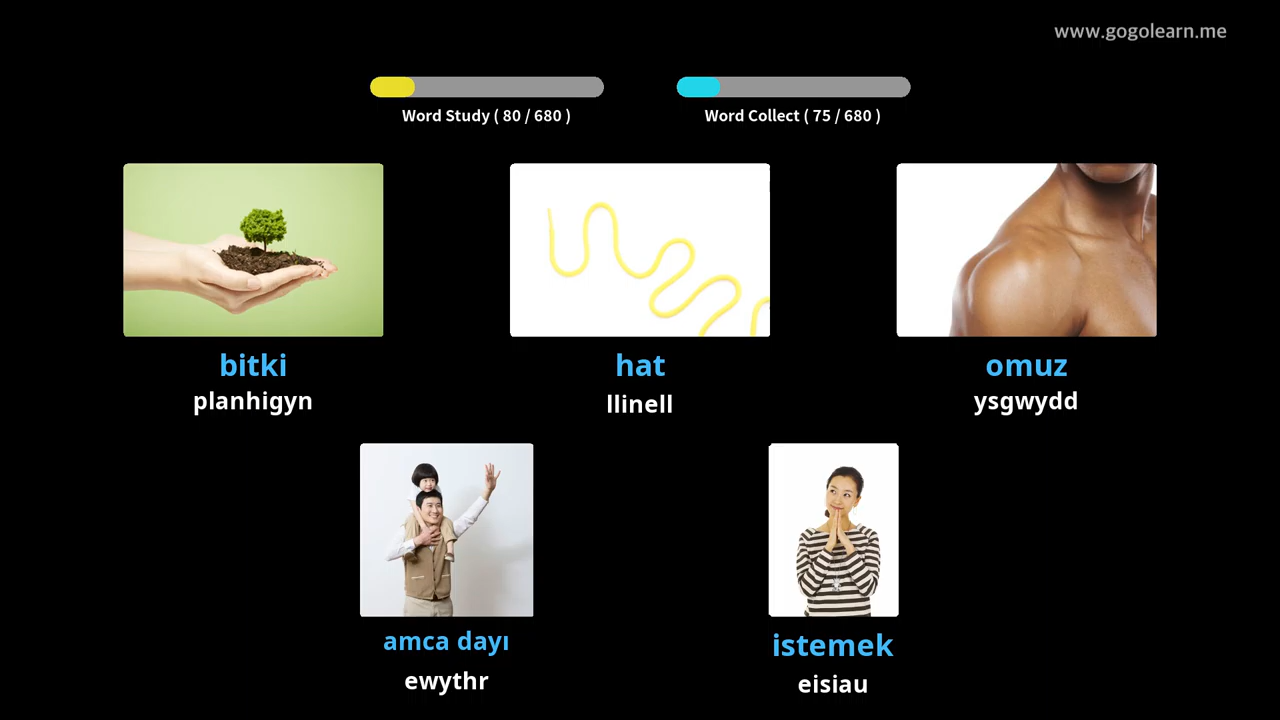 www.gogolearn.me
Word Study ( 80 / 680 )
Word Collect ( 75 / 680 )
bitki
planhigyn
hat
llinell
omuz
ysgwydd
amca dayı
ewythr
istemek
eisiau